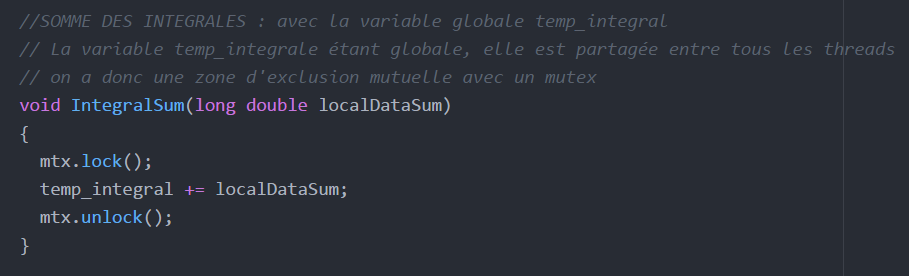 //SOMME DES INTEGRALES : avec la variable globale temp_integral
// La variable temp_integrale étant globale, elle est partagée entre tous les threads
// on a donc une zone d'exclusion mutuelle avec un mutex
void IntegralSum(long double localDataSum)
{
  mtx.lock();
  temp_integral += localDataSum;
  mtx.unlock();
}